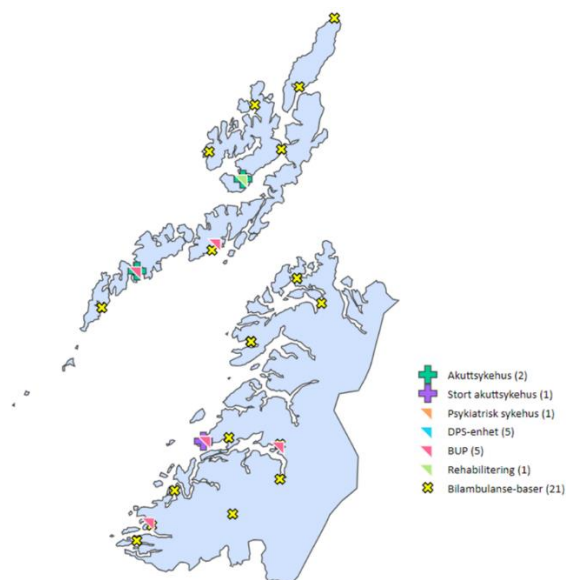 Akuttsykehus (2)
Stort akuttsykehus (1)
Psykiatrisk sykehus (1)
DPS-enhet (5)
BUP (5)
Rehabilitering (1)
Bilambulanse-baser (21)